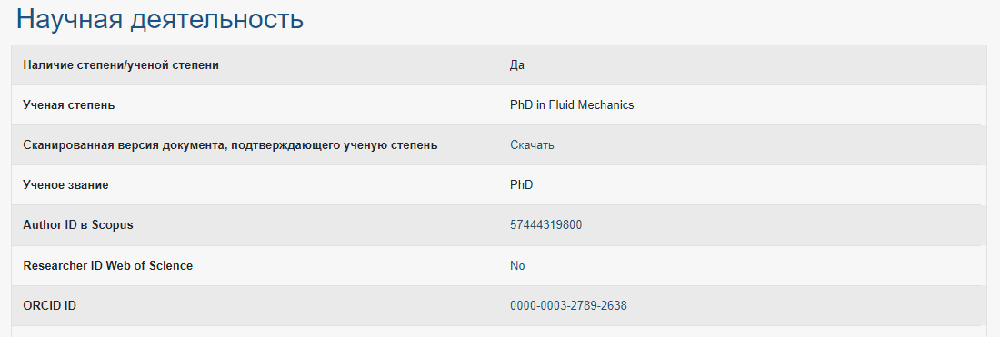 Научная деятельность
Наличие степени/ученой степени Да
Ученая степень PhD in Fluid Mechanics
Сканированная версия документа, подтверждающего ученую степень Скачать
Ученое звание PhD
Author ID в Scopus 57444319800
Researcher ID Web of Science No
ORCID ID 0000-0003-2789-2638